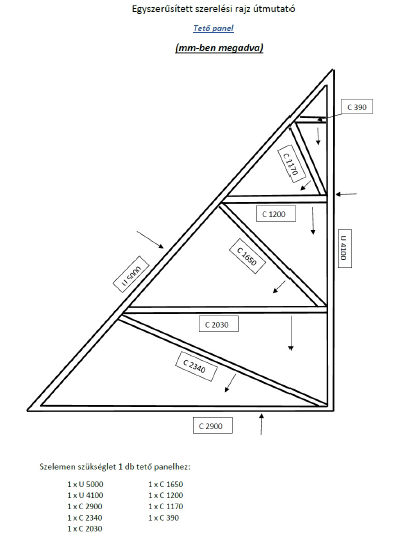 Egyszerűsített szerelési rajz útmutató
Tető panel
(mm-ben megadva)
C 390
C 1170
C 1200
U 4100
C 1650
U 5000
C 2030
C 2340
C 2900
Szelemen szükséglet 1 db tető panelhez:
1 x U 5000 1 x C 1650
1 x U 4100 1 x C 1200
1 x C 2900 1 x C 1170
1 x C 2340 1 x C 390
1 x C 2030